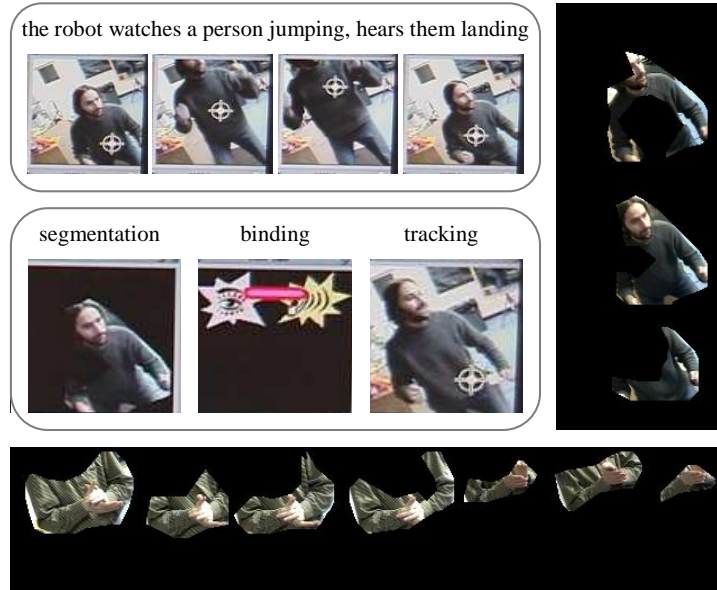 the robot watches a person jumping, hears them landing
segmentation
binding
tracking